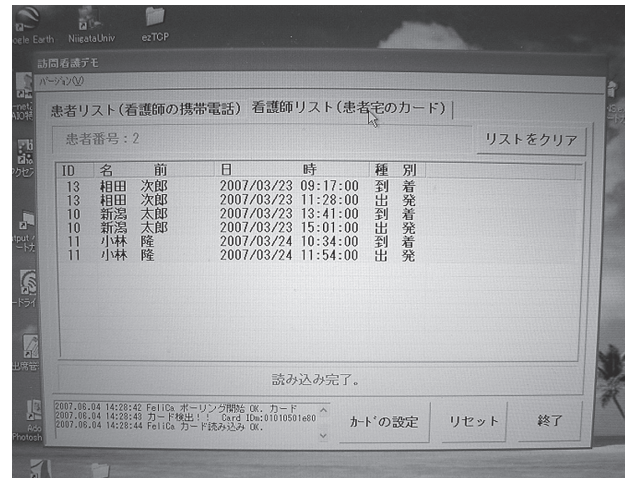 gle Earth NiigataUniv ezTOP
訪問看護デモ
バージョン(V)
患者リスト(看護師の携帯電話) 看護師リスト(患者宅のカード)
患者番号:2 リストをクリア
ID 名 前 日 時 種 別
13 相田 次郎 2007/03/23 09:17:00 到 着
13 相田 次郎 2007/03/23 11:28:00 出 発
10 新潟 太郎 2007/03/23 13:41:00 到 着
10 新潟 太郎 2007/03/23 15:01:00 出 発
11 小林 隆 2007/03/24 10:34:00 到 着
11 小林 隆 2007/03/24 11:54:00 出 発
読み込み完了。
2007.06.04 14:28:42 FeliCa ポーリング開始 OK. カード
2007.06.04 14:28:43 カード検出!! Card IDm:01010501e80
2007.06.04 14:28:44 FeliCa カード読み込み OK.
カードの設定 リセット 終了